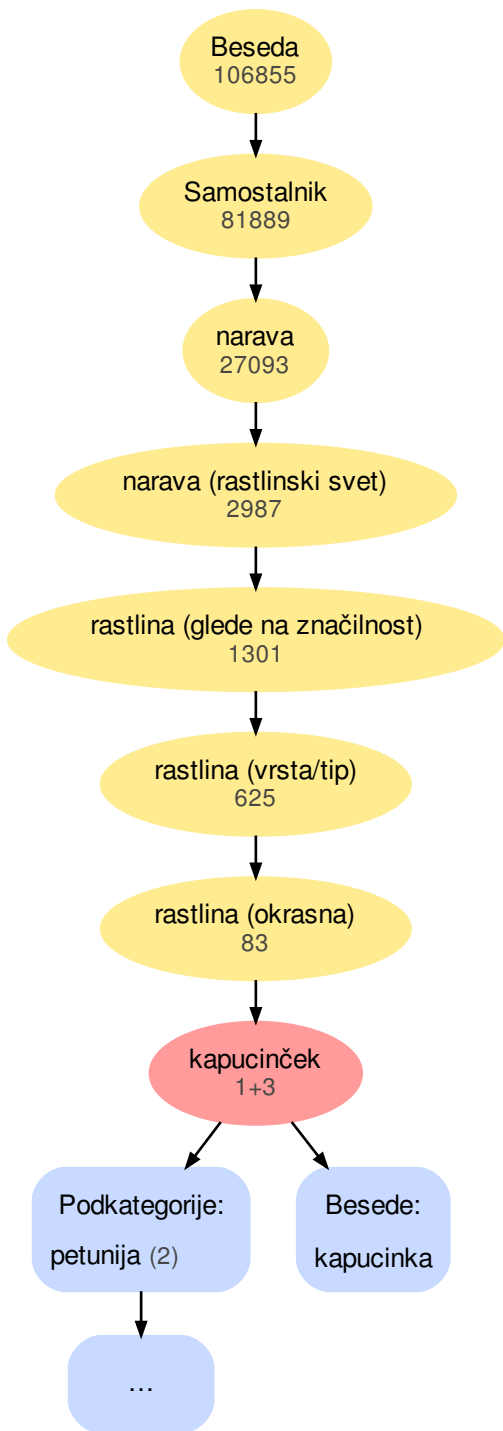 Beseda
106855
Samostalnik
81889
narava
27093
narava (rastlinski svet)
2987
rastlina (glede na značilnost)
1301
rastlina (vrsta/tip)
625
rastlina (okrasna)
83
kapucinček
1+3
Podkategorije:
petunija (2)
Besede:
kapucinka
…